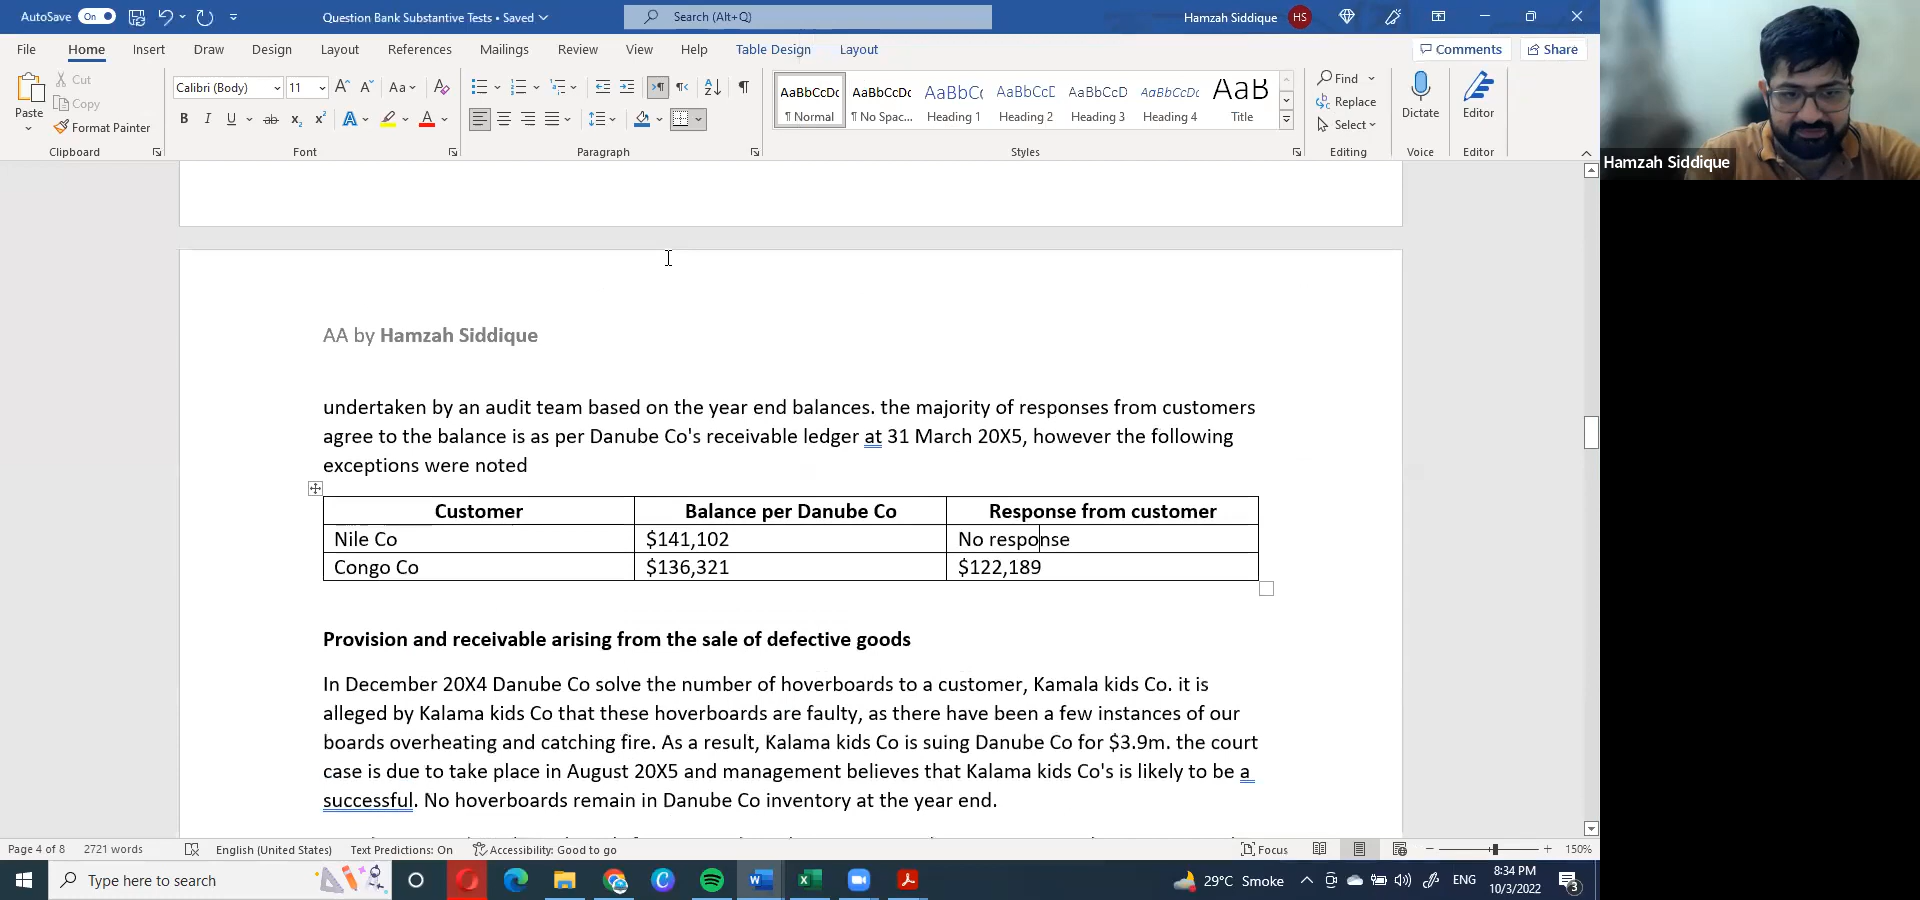 AutoSave On
Question Bank Substantive Tests • Saved
Search (Alt+Q)
Hamzah Siddique HS
File Home Insert Draw Design Layout References Mailings Review View Help Table Design Layout
Comments Share
Paste
Cut
Copy
Format Painter
Clipboard
Calibri (Body) 11
Font
Paragraph
AaBbCcDc AaBbCcDc AaBbC( AaBbCcD AaBbCcD AaBbCcDc AaB
¶ Normal ¶ No Spac... Heading 1 Heading 2 Heading 3 Heading 4 Title
Styles
Find
Replace
Select
Editing
Dictate
Voice
Editor
Editor
Hamzah Siddique
AA by Hamzah Siddique
undertaken by an audit team based on the year end balances. the majority of responses from customers
agree to the balance is as per Danube Co's receivable ledger at 31 March 20X5, however the following
exceptions were noted
Customer Balance per Danube Co Response from customer
Nile Co $141,102 No response
Congo Co $136,321 $122,189
Provision and receivable arising from the sale of defective goods
In December 20X4 Danube Co solve the number of hoverboards to a customer, Kamala kids Co. it is
alleged by Kalama kids Co that these hoverboards are faulty, as there have been a few instances of our
boards overheating and catching fire. As a result, Kalama kids Co is suing Danube Co for $3.9m. the court
case is due to take place in August 20X5 and management believes that Kalama kids Co's is likely to be a
successful. No hoverboards remain in Danube Co inventory at the year end.
Page 4 of 8 2721 words English (United States) Text Predictions: On Accessibility: Good to go
Focus 150%
Type here to search
29°C Smoke
ENG
8:34 PM
10/3/2022
3